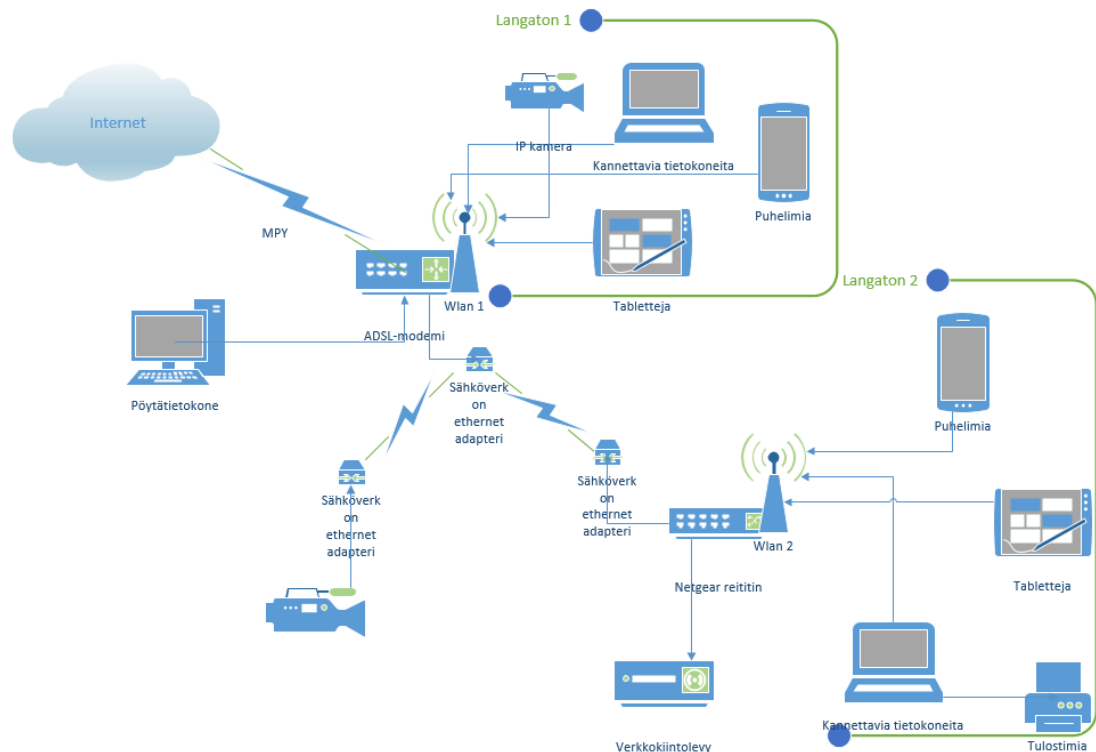 Langaton 1
Internet
IP kamera
Kannettavia tietokoneita
Puhelimia
MPY
Wlan 1
Tabletteja
Langaton 2
ADSL-modemi
Pöytätietokone
Sähköverk
on
ethernet
adapteri
Puhelimia
Sähköverk
on
ethernet
adapteri
Sähköverk
on
ethernet
adapteri
Wlan 2
Netgear reititin
Tabletteja
Kannettavia tietokoneita
Tulostimia
Verkkokiintolevy